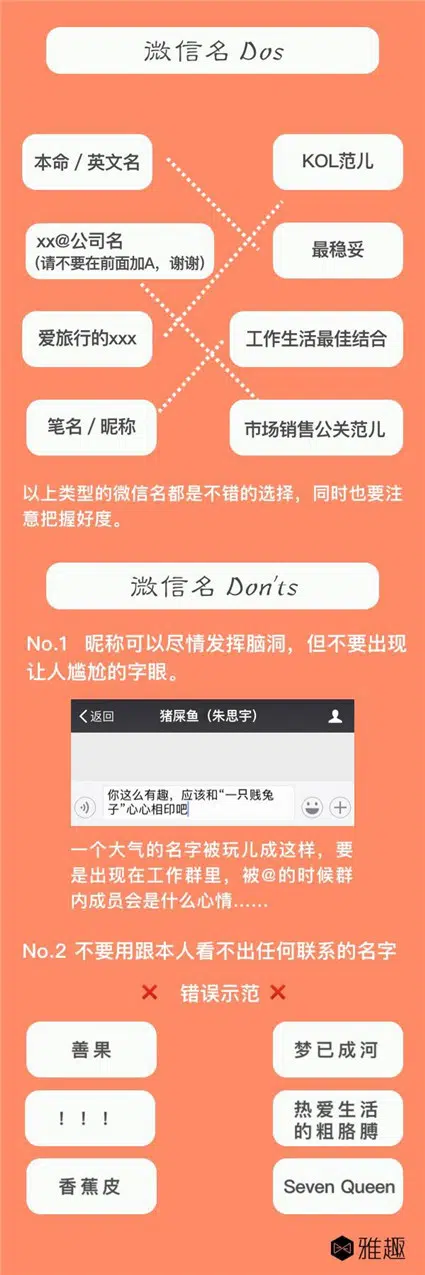 微信名 Dos
本命 / 英文名
KOL范儿
xx@公司名
（请不要在前面加A，谢谢）
最稳妥
爱旅行的xxx
工作生活最佳结合
笔名 / 昵称
市场销售公关范儿
以上类型的微信名都是不错的选择，同时也要注
意把握好度。
微信名 Don'ts
No.1 昵称可以尽情发挥脑洞，但不要出现
让人尴尬的字眼。
返回
猪屎鱼（朱思宇）
你这么有趣，应该和“一只贱兔
子”心心相印吧
一个大气的名字被玩儿成这样，要
是出现在工作群里，被@的时候群
内成员会是什么心情……
No.2 不要用跟本人看不出任何联系的名字
❌ 错误示范 ❌
善果
梦已成河
！！！
热爱生活
的粗胳膊
香蕉皮
Seven Queen
雅趣